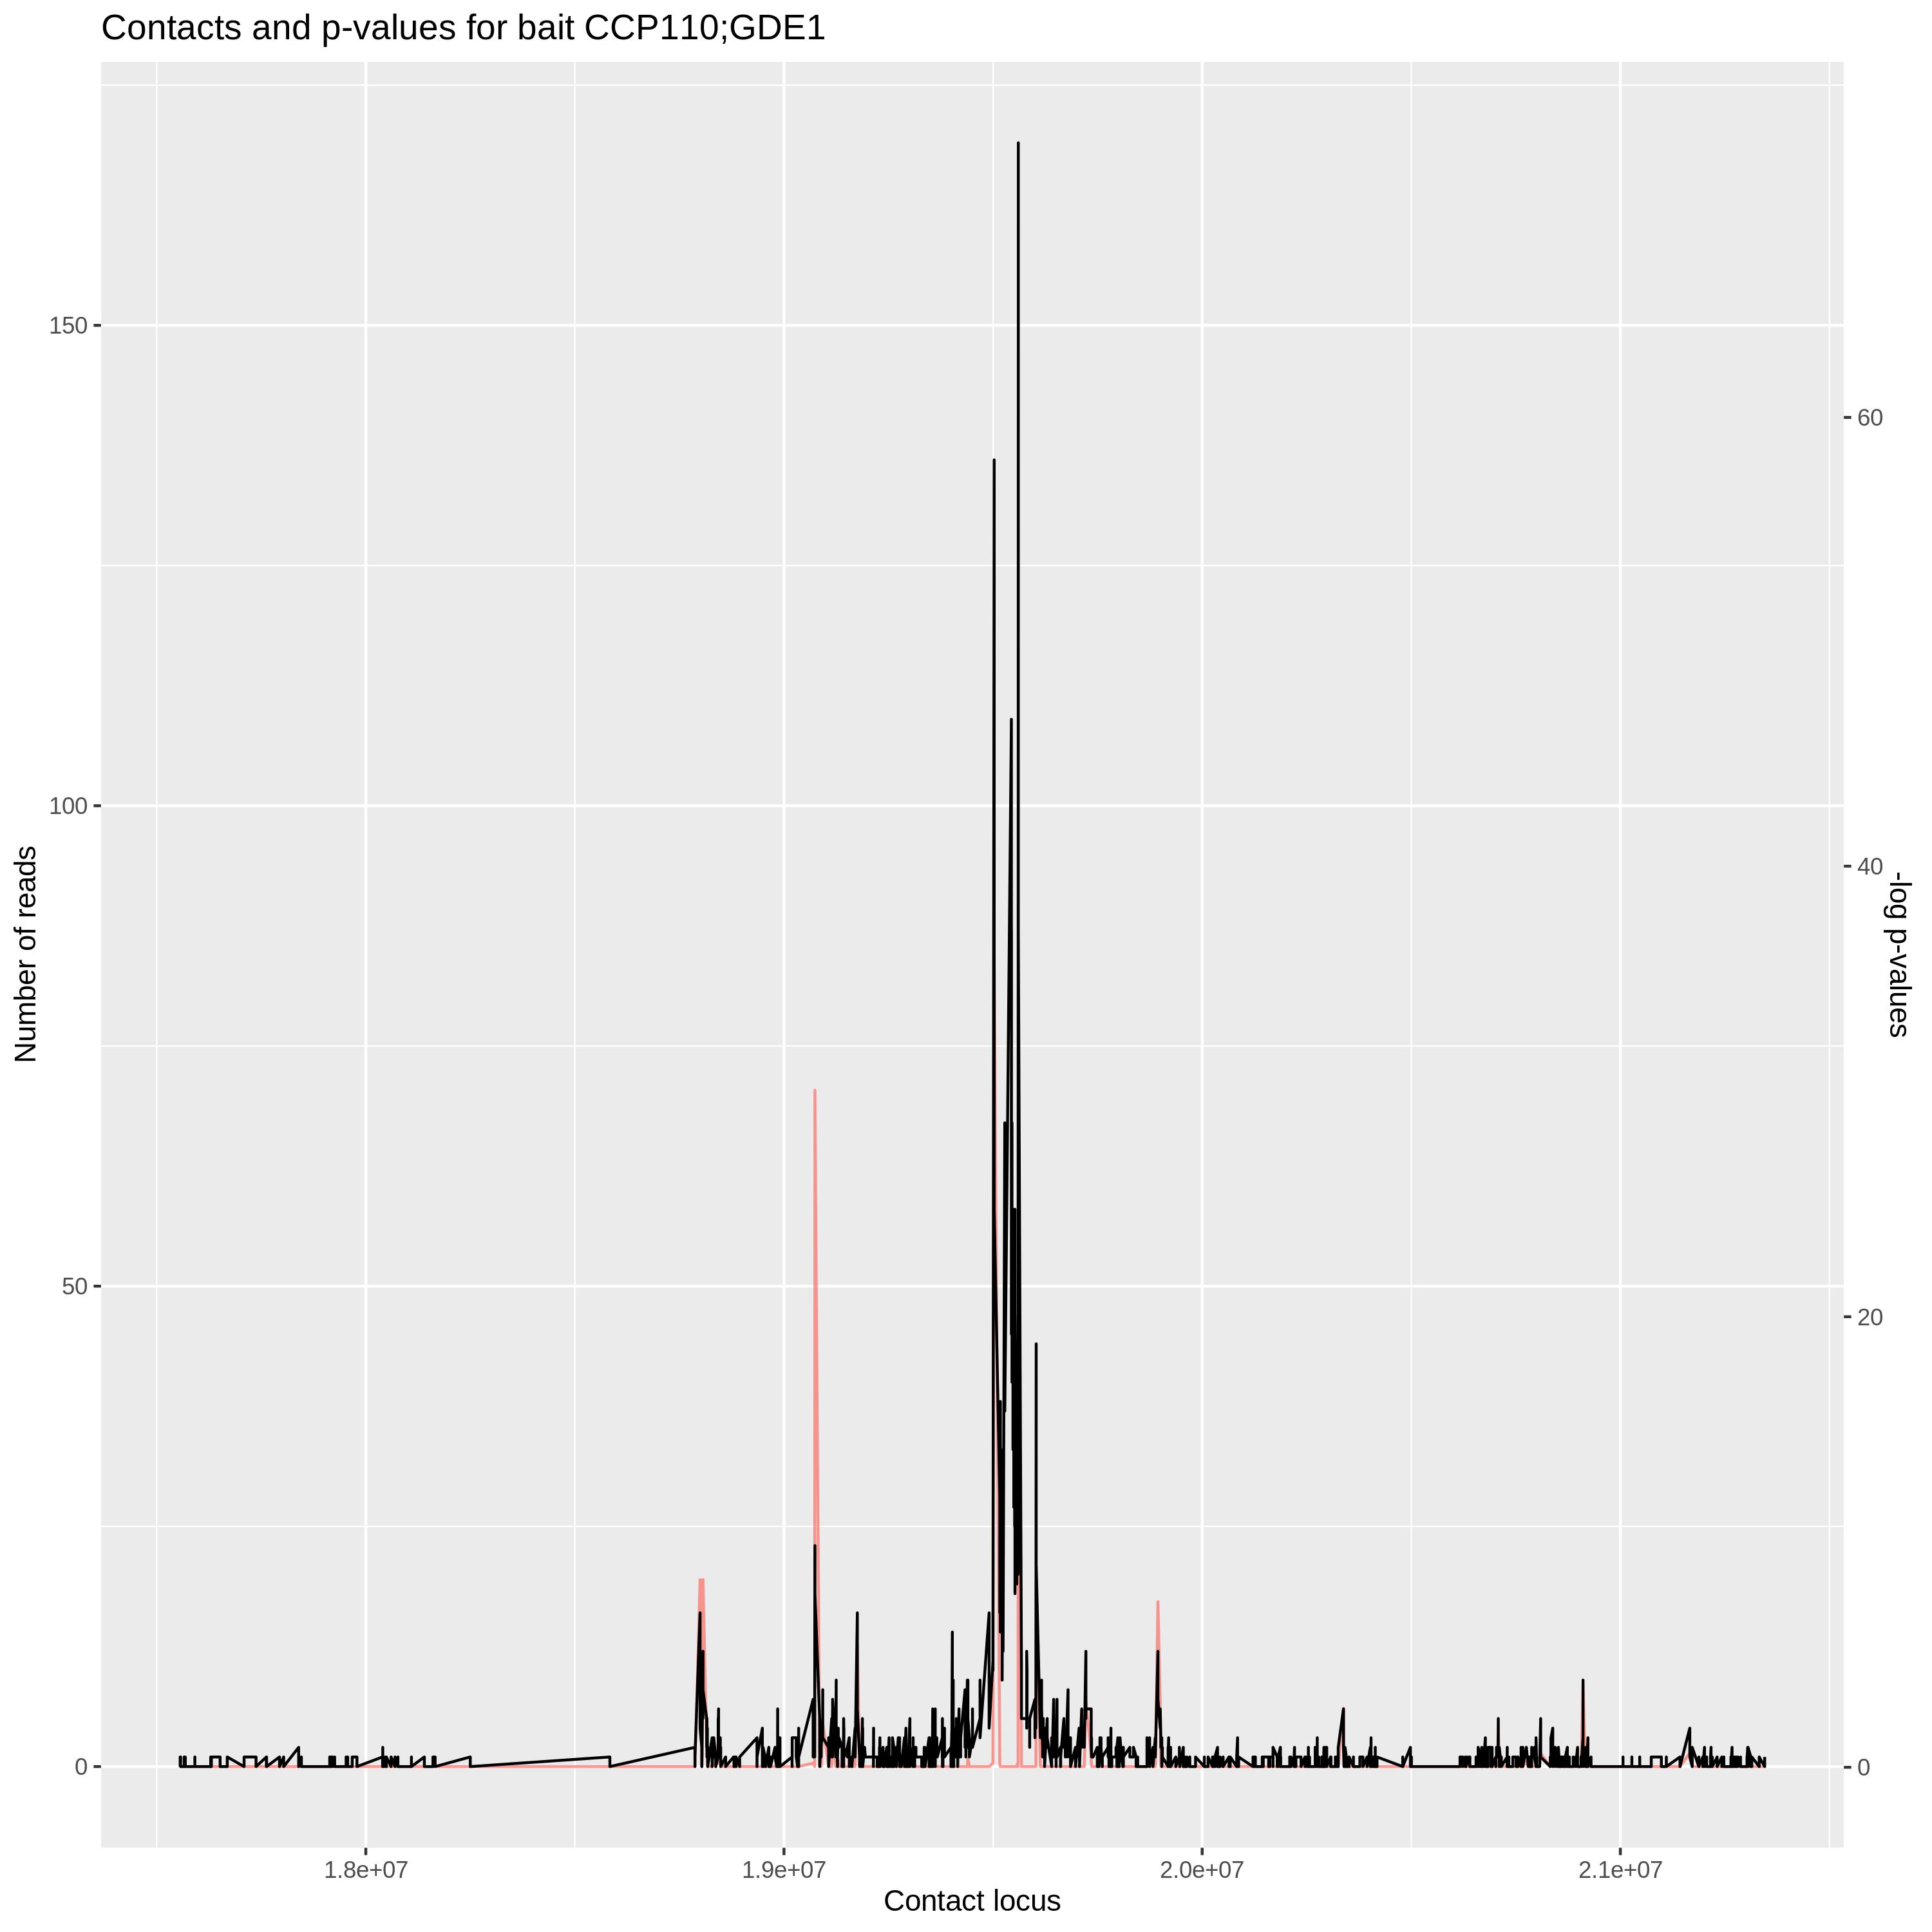 Contacts and p-values for bait CCP110;GDE1
150
100
50
0
Number of reads
60
40
20
0
-log p-values
1.8e+07
1.9e+07
2.0e+07
2.1e+07
Contact locus